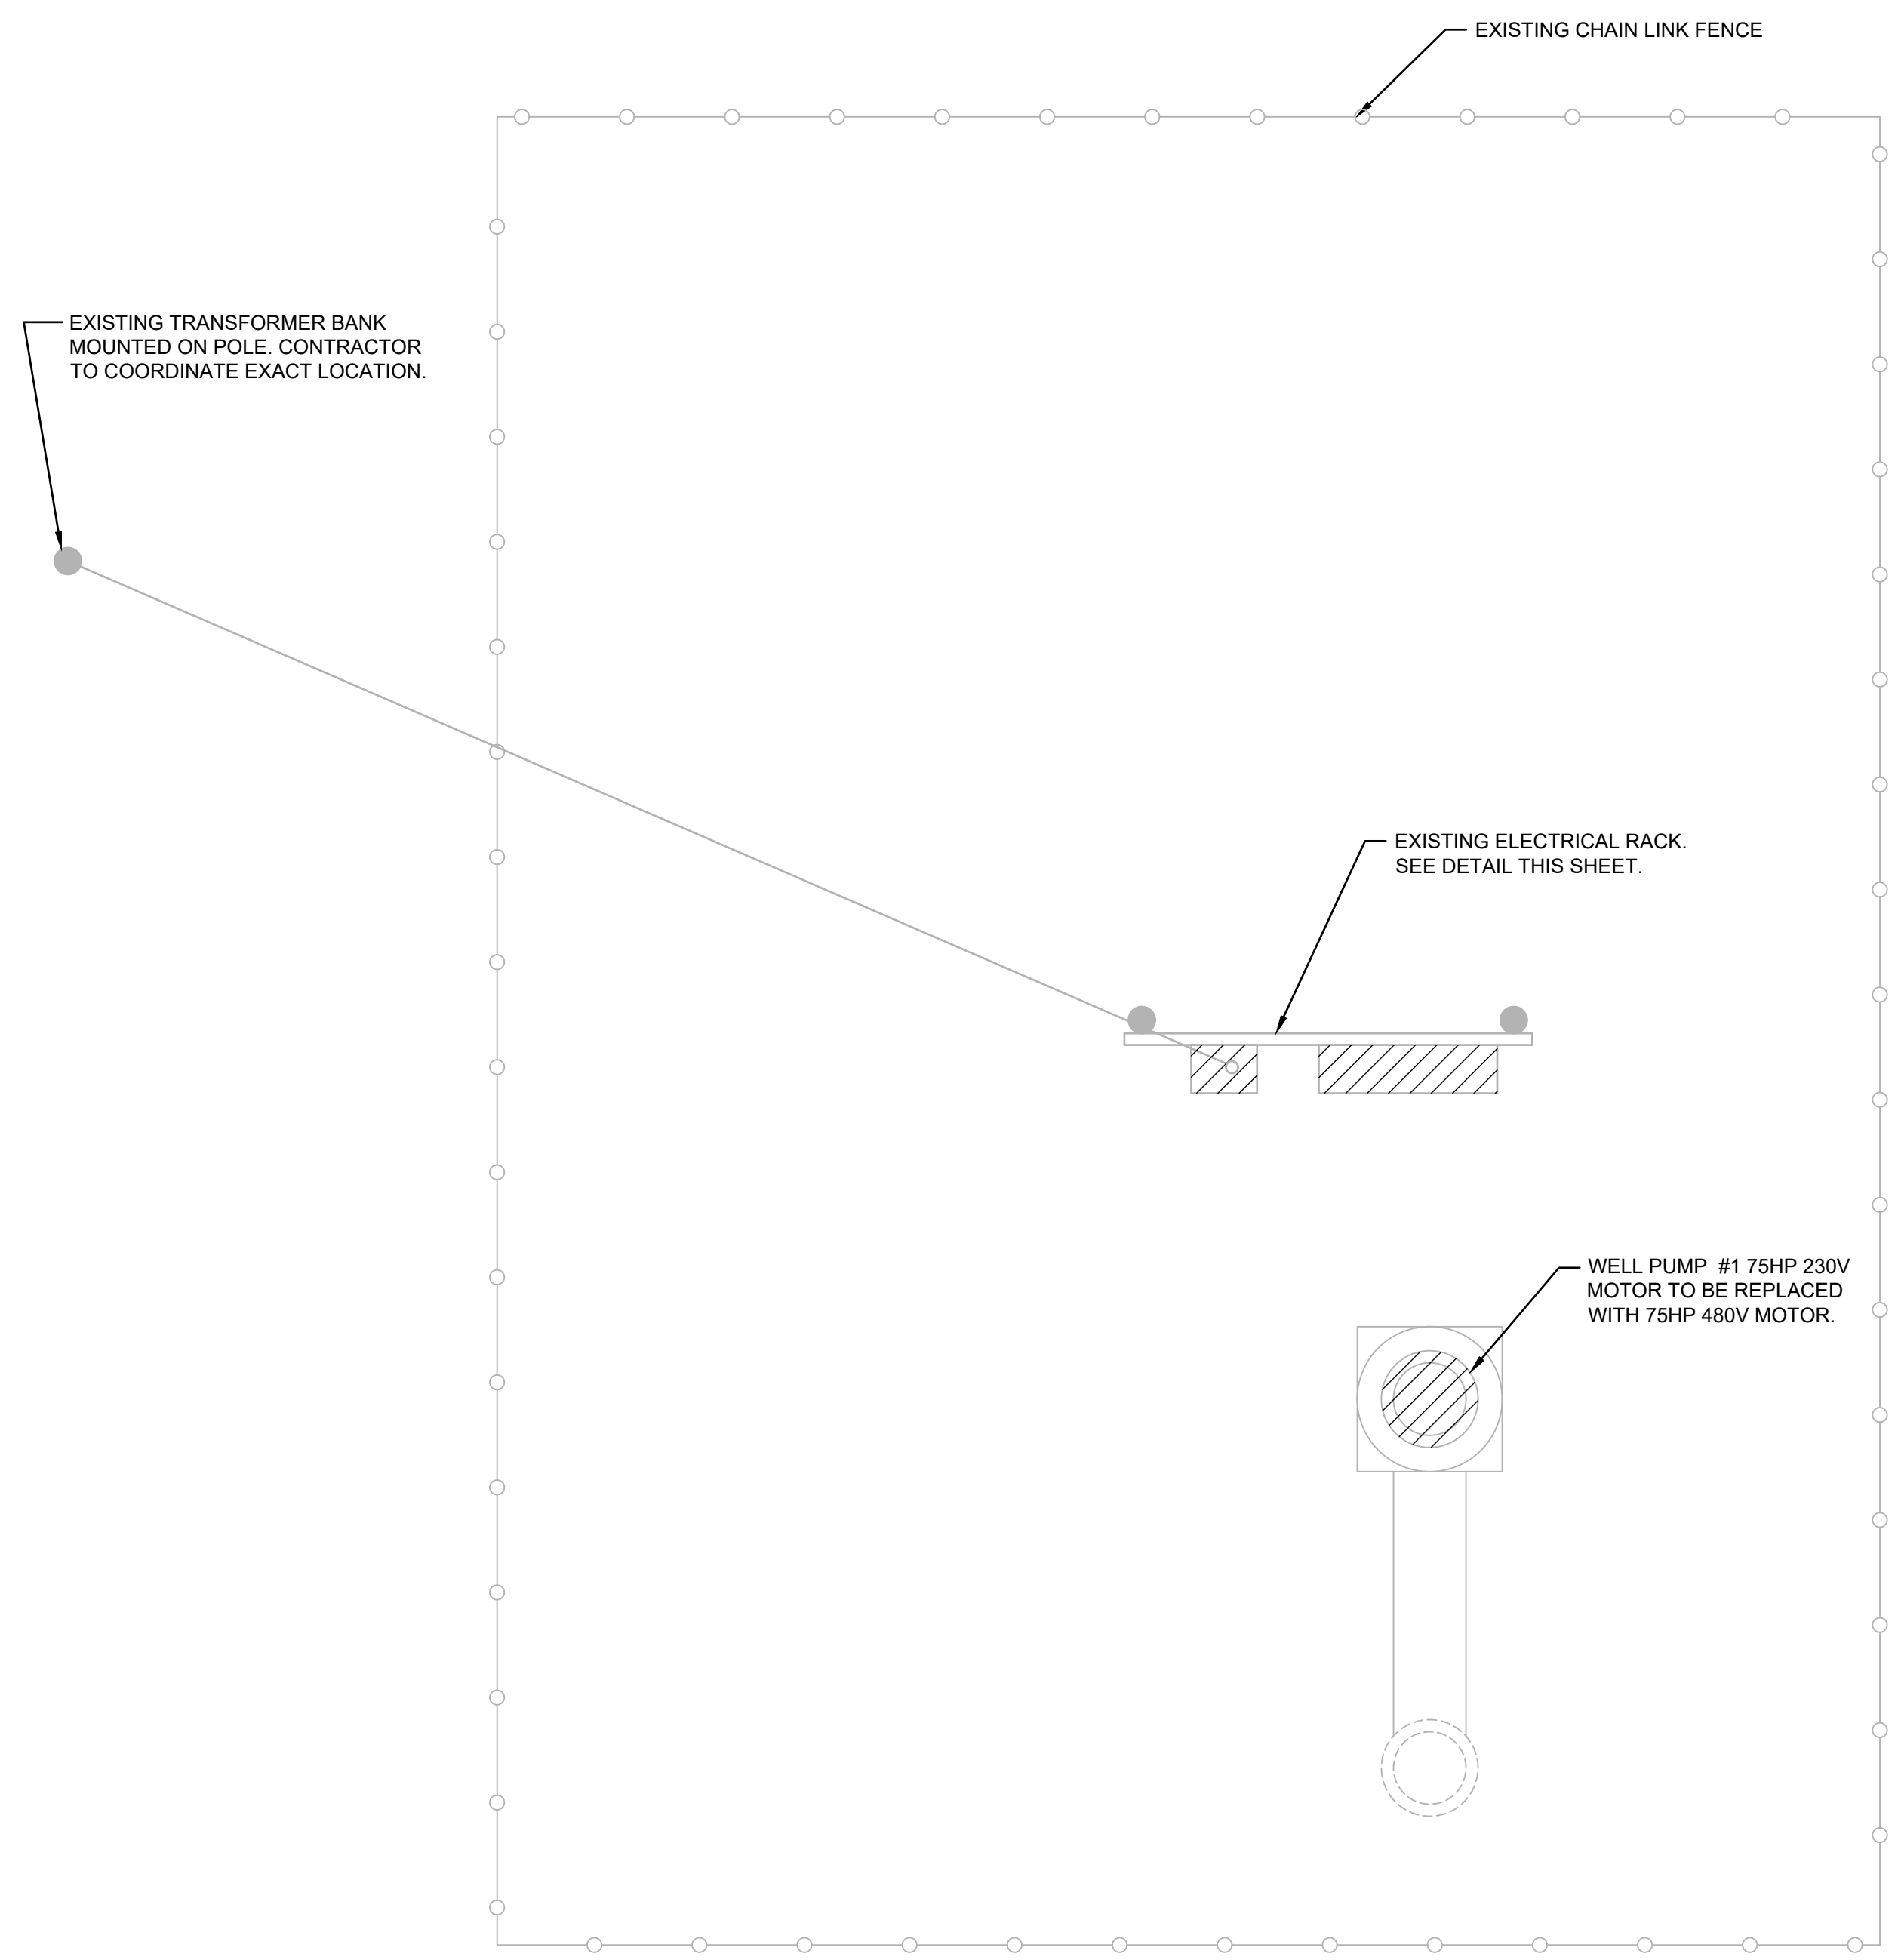 EXISTING CHAIN LINK FENCE
EXISTING TRANSFORMER BANK
MOUNTED ON POLE. CONTRACTOR
TO COORDINATE EXACT LOCATION.
EXISTING ELECTRICAL RACK.
SEE DETAIL THIS SHEET.
WELL PUMP #1 75HP 230V
MOTOR TO BE REPLACED
WITH 75HP 480V MOTOR.